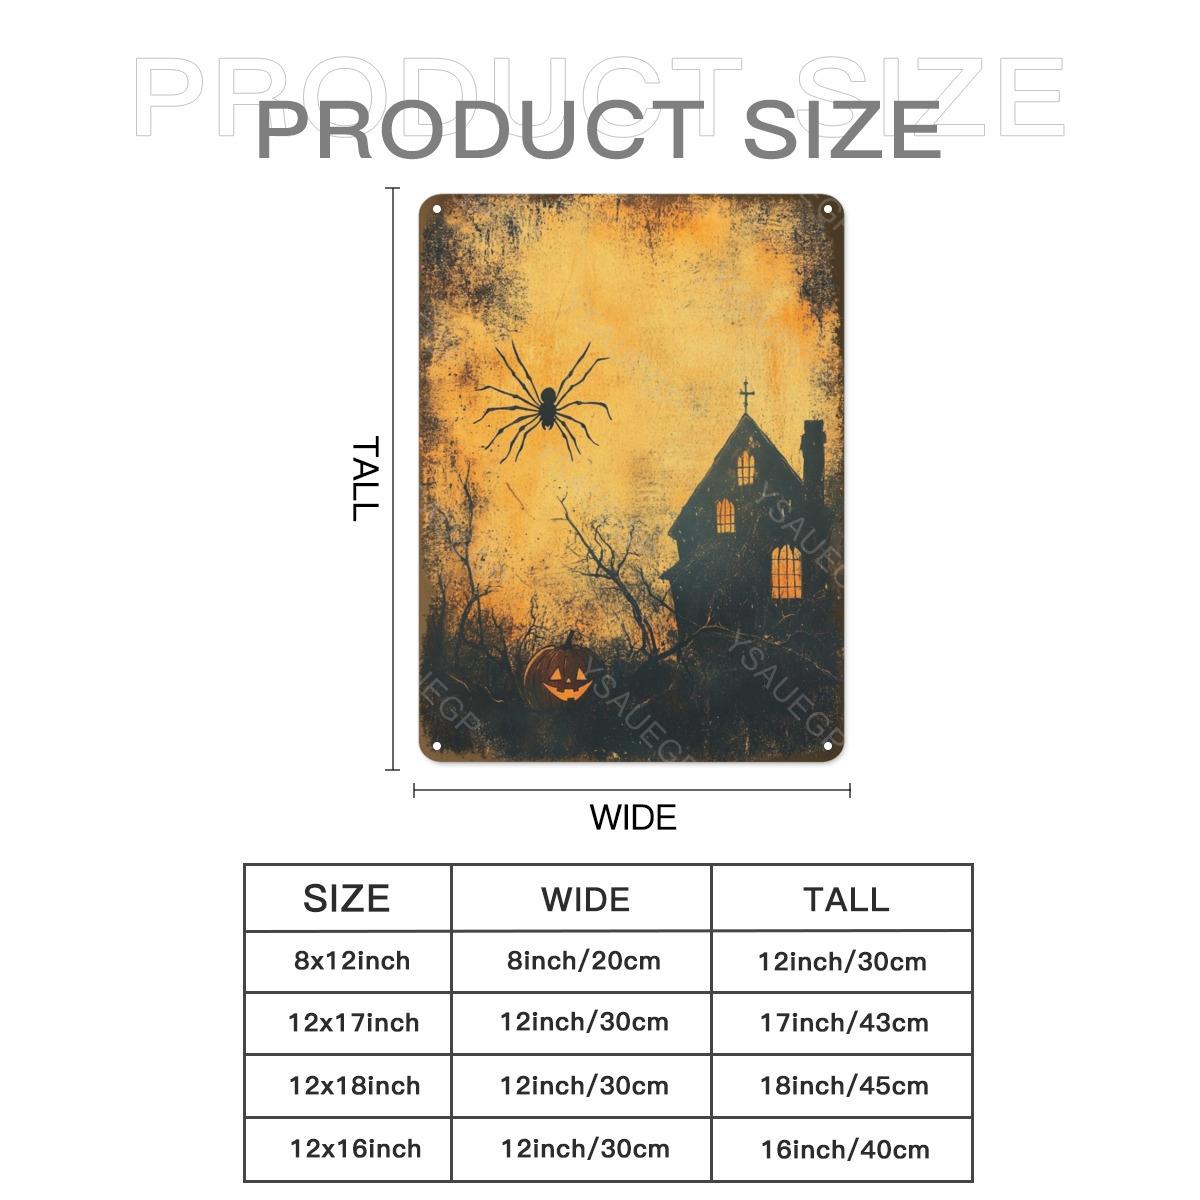 PRODUCT SIZE
PRODUCT SIZE
TALL
YSAUEGP
YSAUEGP
YSAUEGP
WIDE
SIZE WIDE TALL
8x12inch 8inch/20cm 12inch/30cm
12x17inch 12inch/30cm 17inch/43cm
12x18inch 12inch/30cm 18inch/45cm
12x16inch 12inch/30cm 16inch/40cm